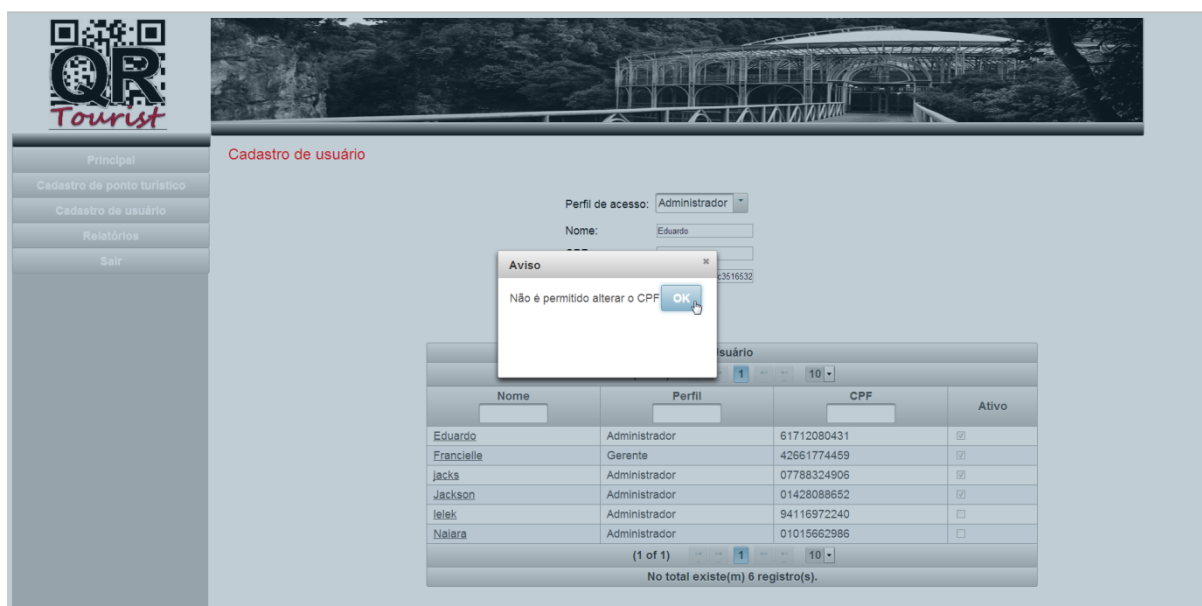 QR
Tourist
Principal
Cadastro de ponto turístico
Cadastro de usuário
Relatórios
Sair
Cadastro de usuário
Perfil de acesso: Administrador
Nome: Eduardo
c3516532
Aviso
Não é permitido alterar o CPF OK
1 10
Nome Perfil CPF Ativo
Eduardo Administrador 61712080431
Francielle Gerente 42661774459
jacks Administrador 07788324906
Jackson Administrador 01428088652
lelek Administrador 94116972240
Naiara Administrador 01015662986
(1 of 1) 1 10
No total existe(m) 6 registro(s).